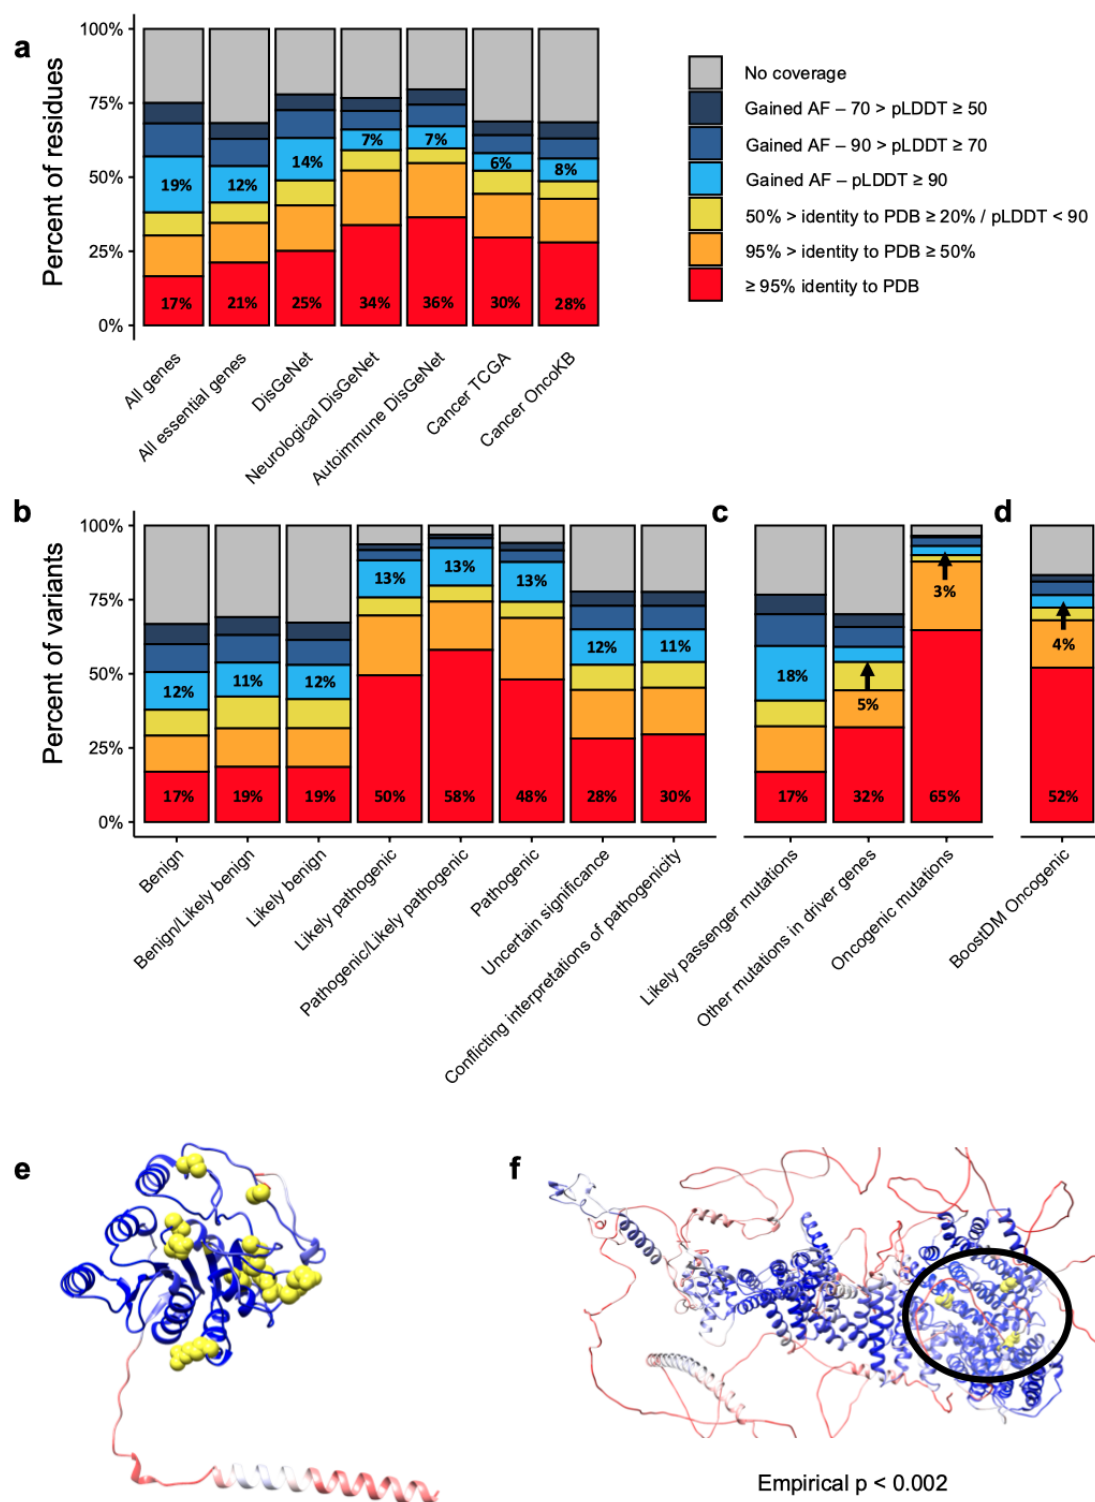 a
Percent of residues
100%
75%
50%
25%
0%
19%
12%
14%
7%
7%
6%
8%
17%
21%
25%
34%
36%
30%
28%
All genes
All essential genes
DisGeNet
Neurological DisGeNet
Autoimmune DisGeNet
Cancer TCGA
Cancer OncoKB
No coverage
Gained AF – 70 > pLDDT ≥ 50
Gained AF – 90 > pLDDT ≥ 70
Gained AF – pLDDT ≥ 90
50% > identity to PDB ≥ 20% / pLDDT < 90
95% > identity to PDB ≥ 50%
≥ 95% identity to PDB
b
Percent of variants
100%
75%
50%
25%
0%
12%
11%
12%
13%
13%
13%
12%
11%
17%
19%
19%
50%
58%
48%
28%
30%
Benign
Benign/Likely benign
Likely benign
Likely pathogenic
Pathogenic/Likely pathogenic
Pathogenic
Uncertain significance
Conflicting interpretations of pathogenicity
c
18%
5%
3%
17%
32%
65%
Likely passenger mutations
Other mutations in driver genes
Oncogenic mutations
d
4%
52%
BoostDM Oncogenic
e
f
Empirical p < 0.002